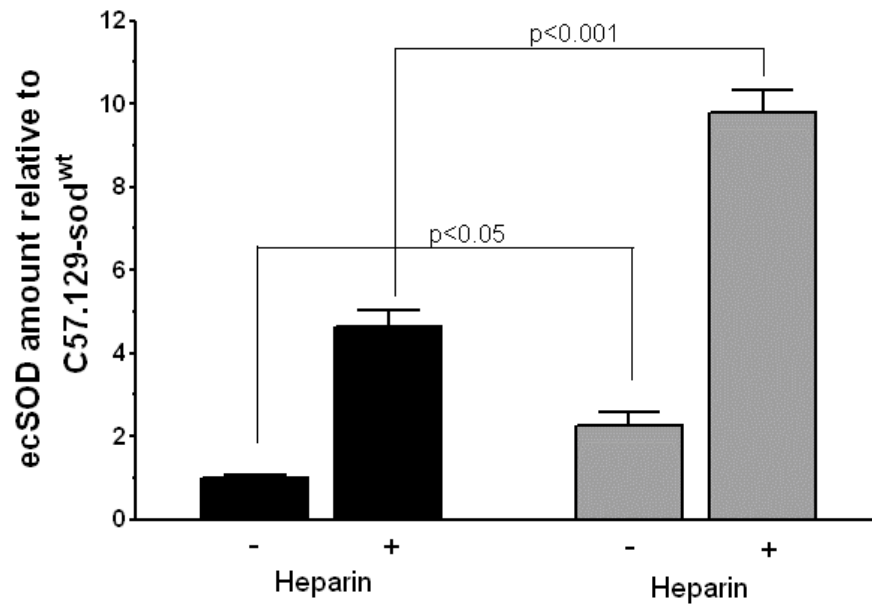 12
10
8
6
4
2
0
ecSOD amount relative to
C57.129-sodwt
p<0.001
p<0.05
- + - +
Heparin Heparin